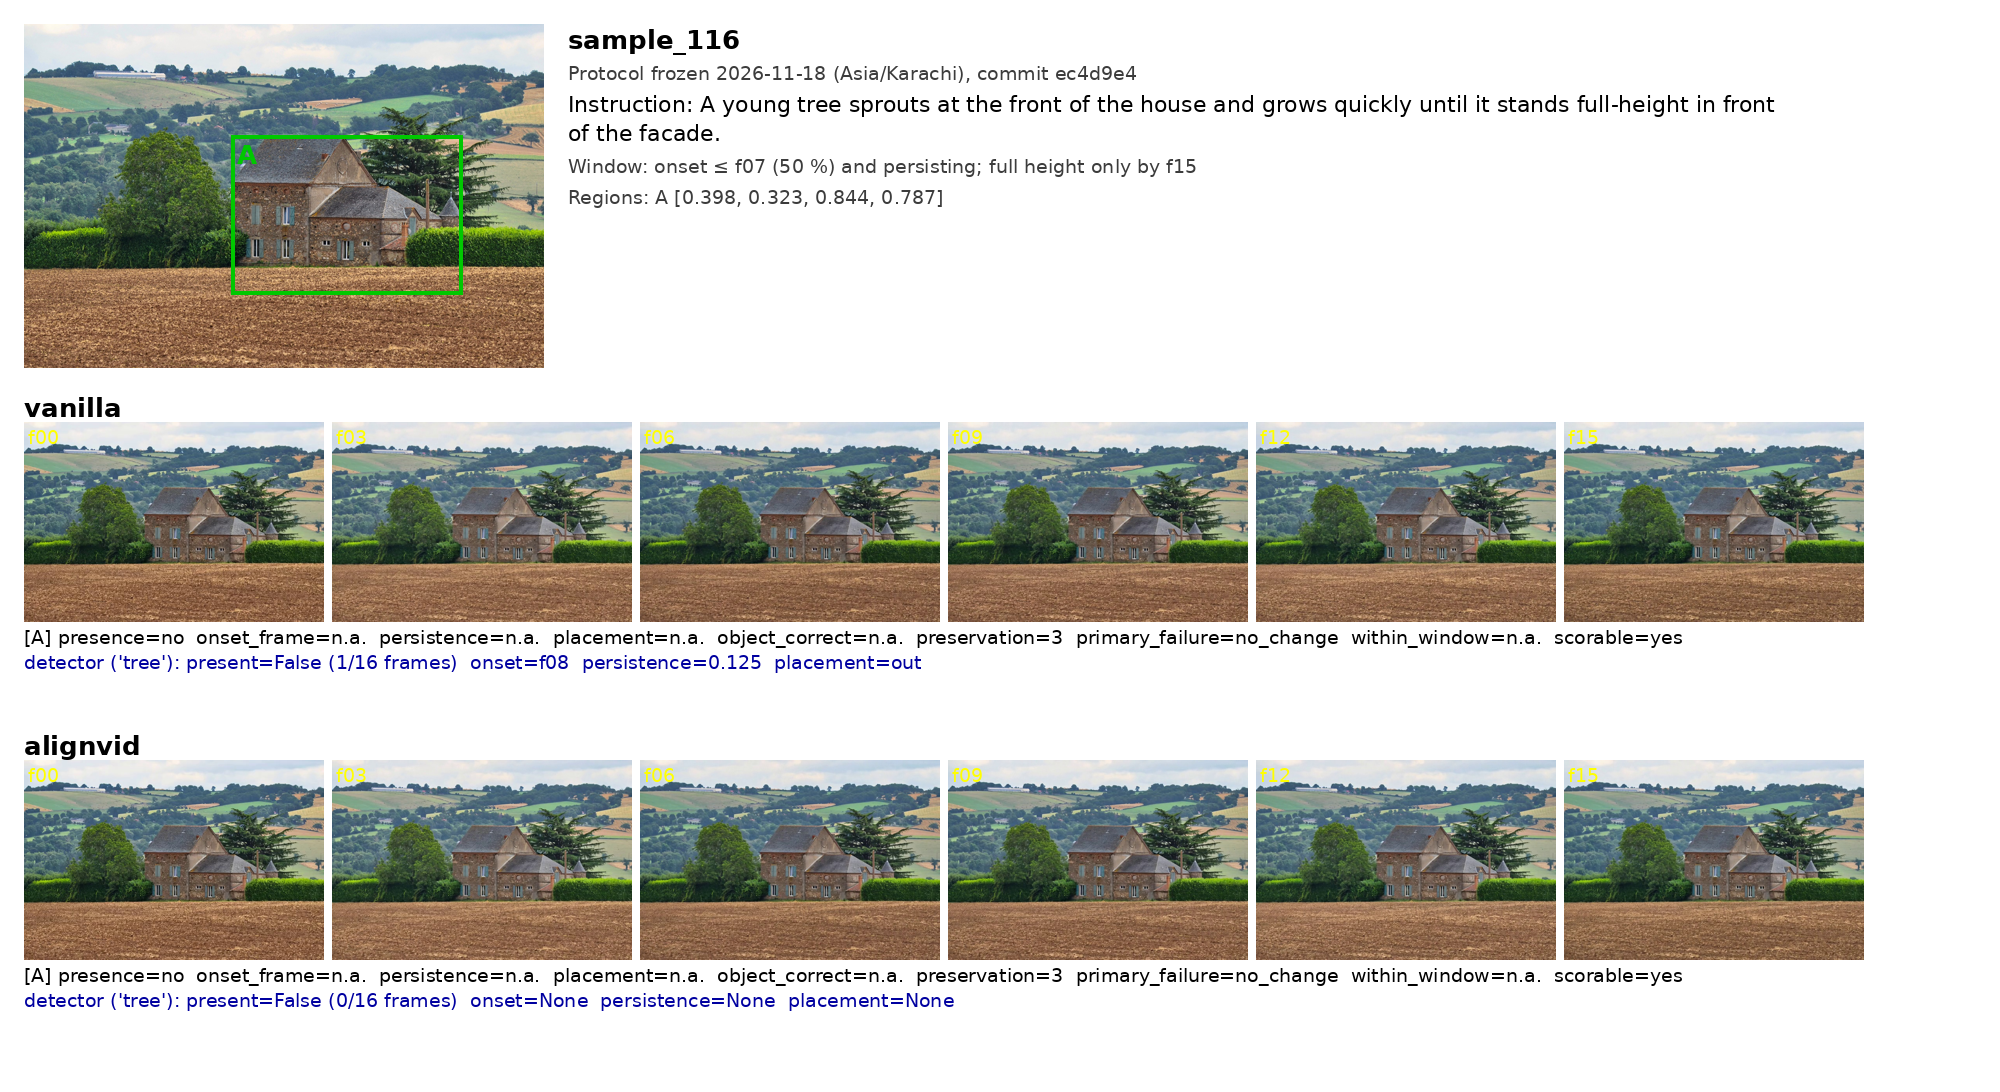 sample_116
Protocol frozen 2026-11-18 (Asia/Karachi), commit ec4d9e4
Instruction: A young tree sprouts at the front of the house and grows quickly until it stands full-height in front
of the facade.
Window: onset ≤ f07 (50 %) and persisting; full height only by f15
Regions: A [0.398, 0.323, 0.844, 0.787]
A
vanilla
f00 f03 f06 f09 f12 f15
[A] presence=no onset_frame=n.a. persistence=n.a. placement=n.a. object_correct=n.a. preservation=3 primary_failure=no_change within_window=n.a. scorable=yes
detector ('tree'): present=False (1/16 frames) onset=f08 persistence=0.125 placement=out
alignvid
f00 f03 f06 f09 f12 f15
[A] presence=no onset_frame=n.a. persistence=n.a. placement=n.a. object_correct=n.a. preservation=3 primary_failure=no_change within_window=n.a. scorable=yes
detector ('tree'): present=False (0/16 frames) onset=None persistence=None placement=None